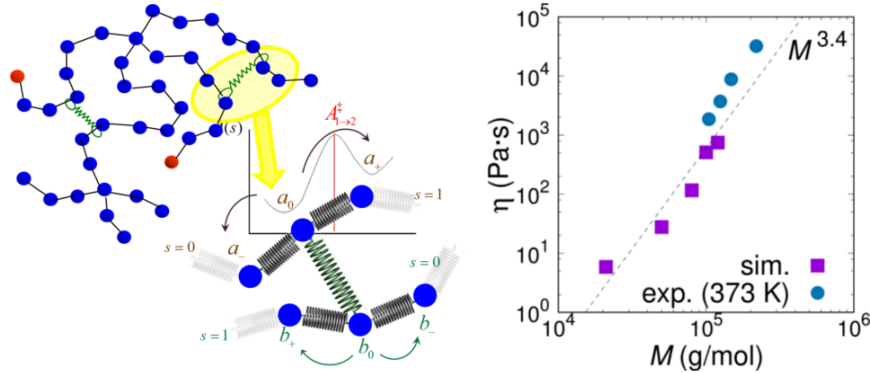 (s)
A‡1→2
a+
a0
s=1
s=0
a−
s=0
s=1
b+
b0
b−
η (Pa·s)
10^5
10^4
10^3
10^2
10^1
10^0
M^3.4
sim.
exp. (373 K)
10^4
10^5
10^6
M (g/mol)